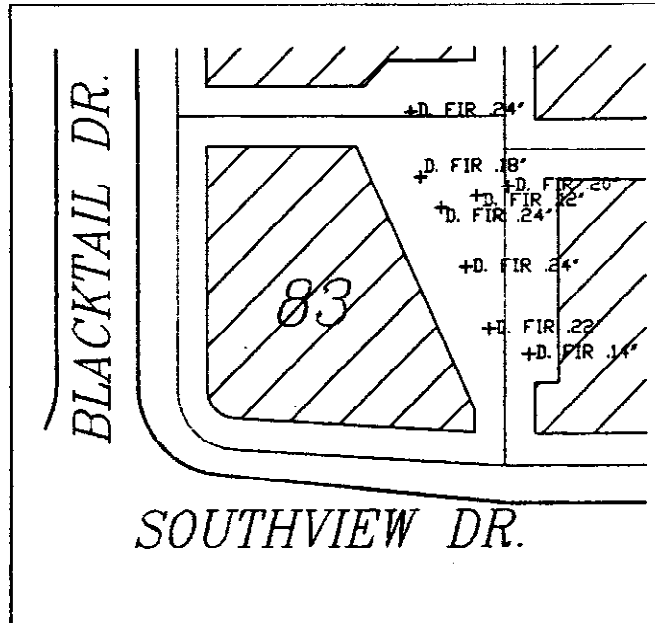 BLACKTAIL DR.
+D. FIR .24"
+D. FIR .18"
+D. FIR .20"
+D. FIR .12"
+D. FIR .24"
+D. FIR .24"
83
+D. FIR .22
+D. FIR .14"
SOUTHVIEW DR.